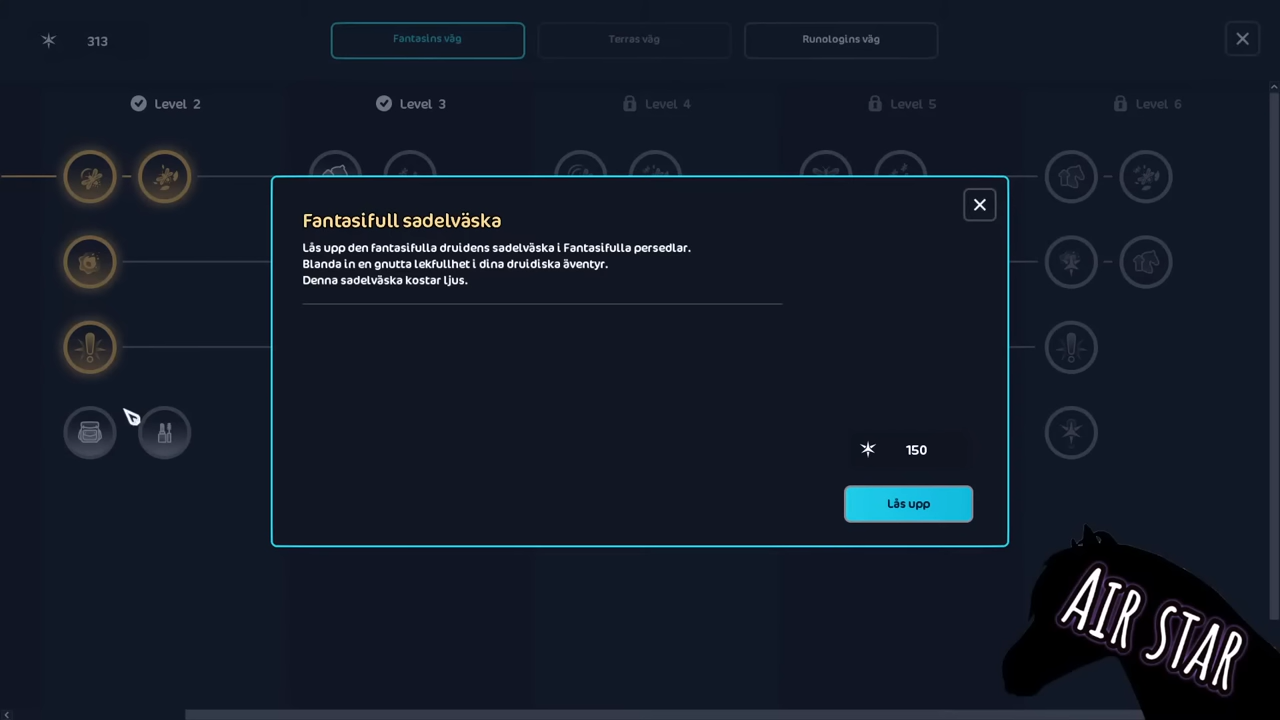 313
Fantasins väg
Terras väg
Runologins väg
Level 2
Level 3
Level 4
Level 5
Level 6
Fantasifull sadelväska
Lås upp den fantasifulla druidens sadelväska i Fantasifulla persedlar.
Blanda in en gnutta lekfullhet i dina druidiska äventyr.
Denna sadelväska kostar ljus.
150
Lås upp
AIR STAR